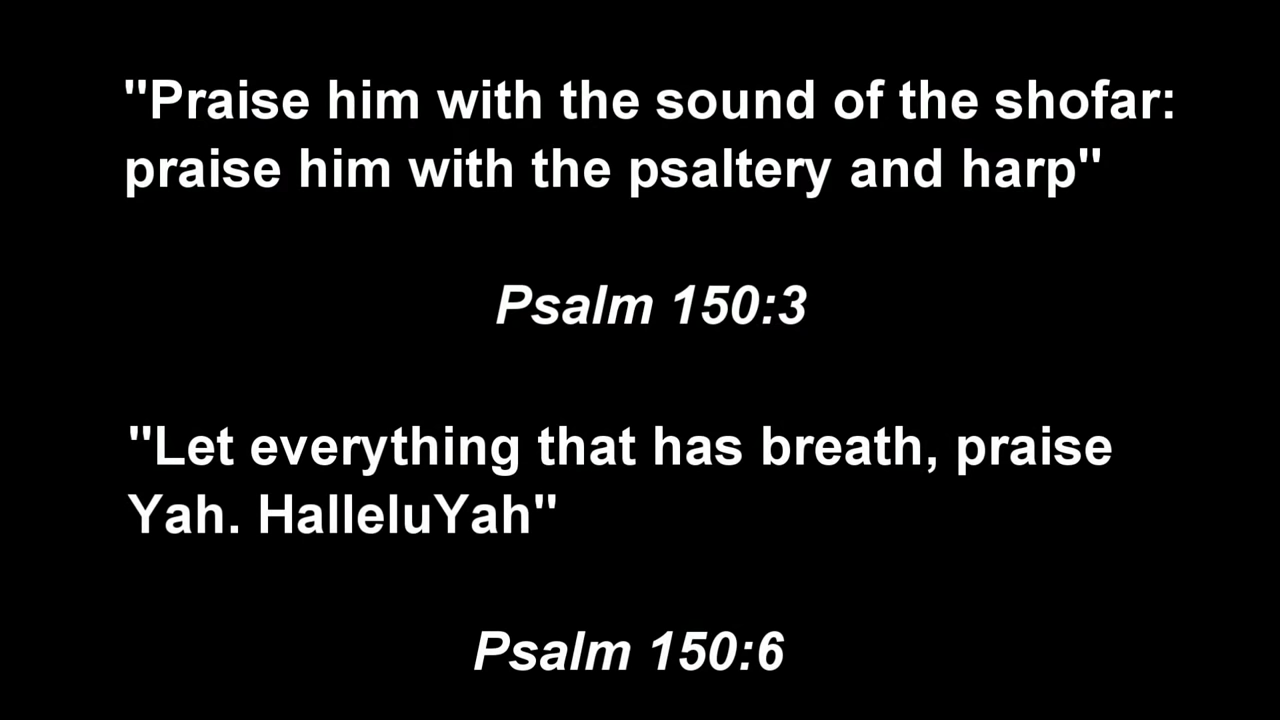 "Praise him with the sound of the shofar:
praise him with the psaltery and harp"
Psalm 150:3
"Let everything that has breath, praise
Yah. HalleluYah"
Psalm 150:6